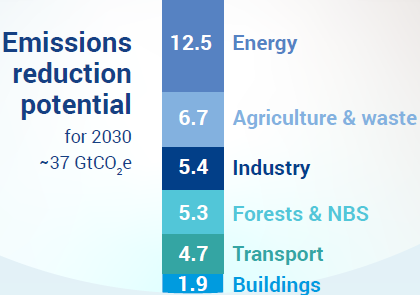 Emissions
reduction
potential
for 2030
~37 GtCO₂e
12.5 Energy
6.7 Agriculture & waste
5.4 Industry
5.3 Forests & NBS
4.7 Transport
1.9 Buildings